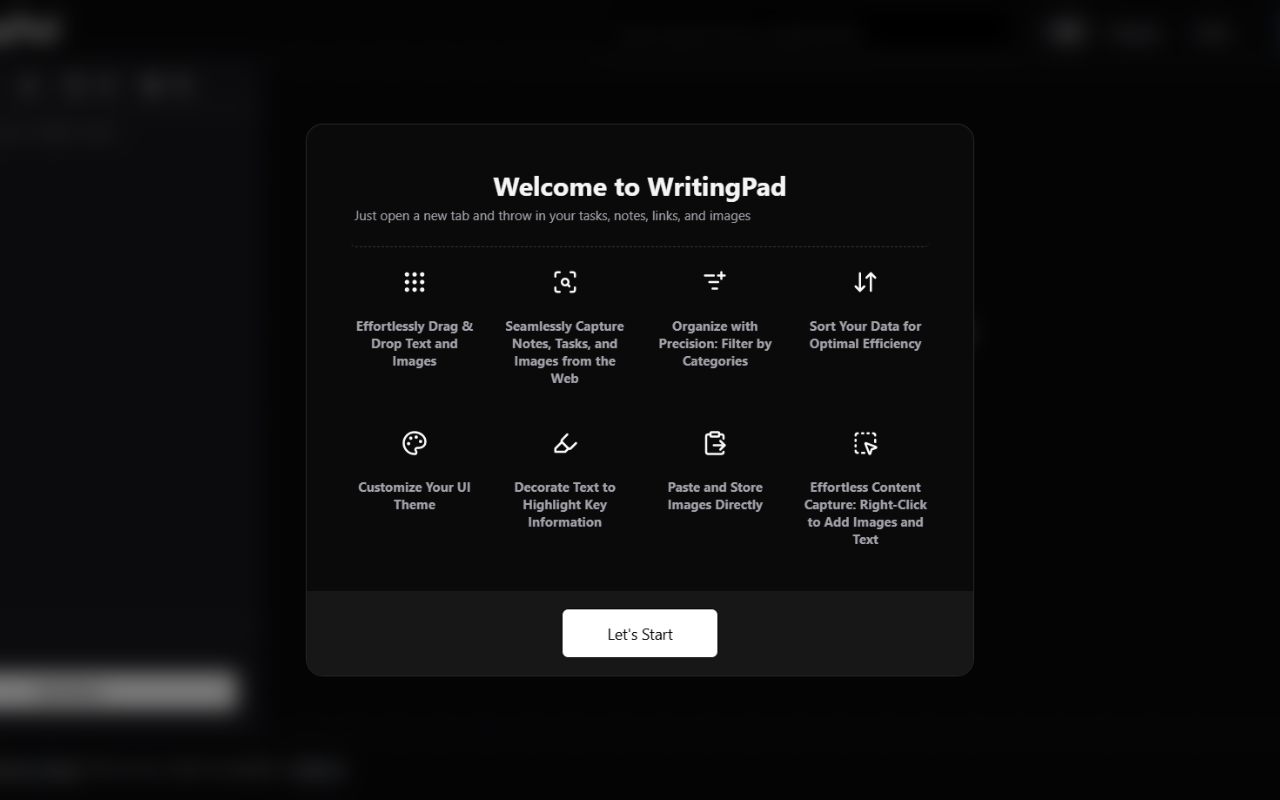 Welcome to WritingPad
Just open a new tab and throw in your tasks, notes, links, and images
Effortlessly Drag &
Drop Text and
Images
Seamlessly Capture
Notes, Tasks, and
Images from the
Web
Organize with
Precision: Filter by
Categories
Sort Your Data for
Optimal Efficiency
Customize Your UI
Theme
Decorate Text to
Highlight Key
Information
Paste and Store
Images Directly
Effortless Content
Capture: Right-Click
to Add Images and
Text
Let's Start